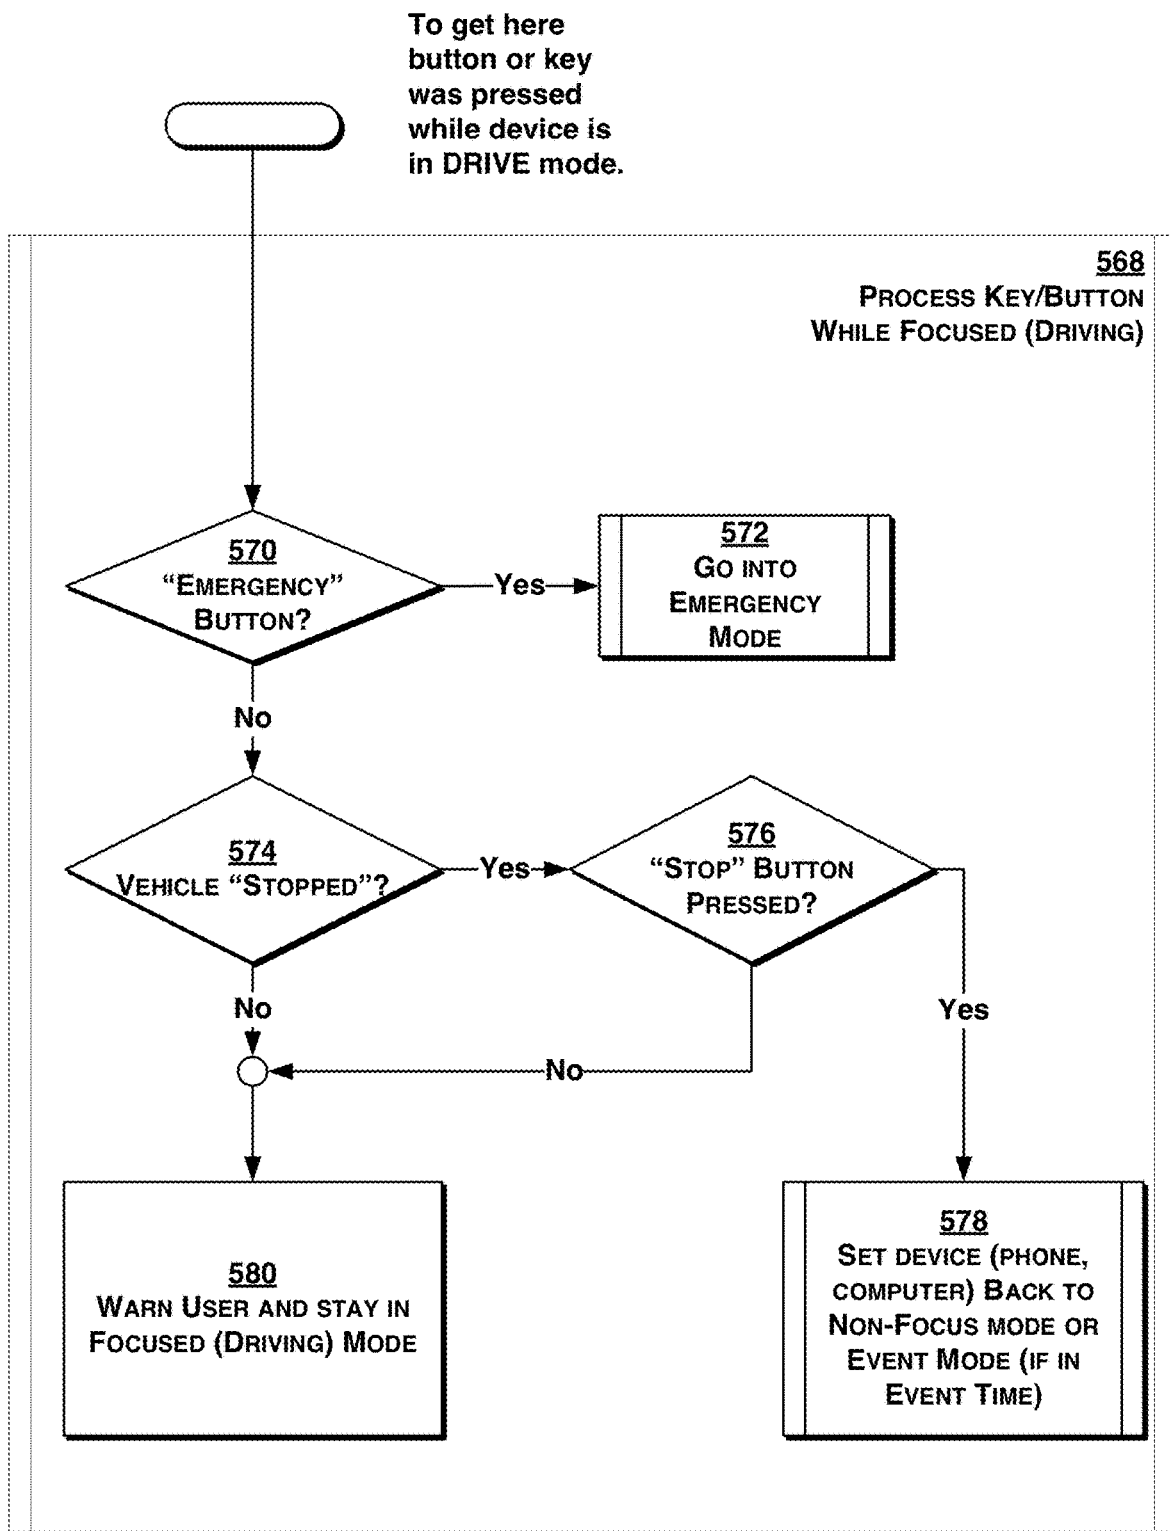 To get here
button or key
was pressed
while device is
in DRIVE mode.
568
PROCESS KEY/BUTTON
WHILE FOCUSED (DRIVING)
570
“EMERGENCY”
BUTTON?
Yes
572
GO INTO
EMERGENCY
MODE
No
574
VEHICLE “STOPPED”?
Yes
576
“STOP” BUTTON
PRESSED?
No
Yes
No
580
WARN USER AND STAY IN
FOCUSED (DRIVING) MODE
578
SET DEVICE (PHONE,
COMPUTER) BACK TO
NON-FOCUS MODE OR
EVENT MODE (IF IN
EVENT TIME)